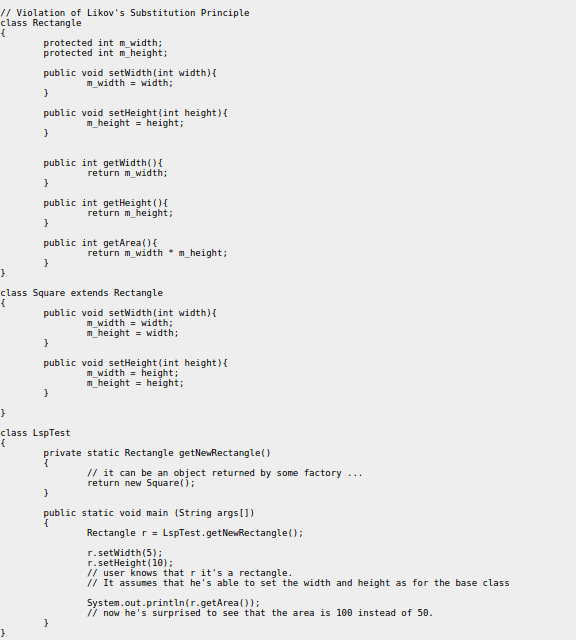 // Violation of Likov's Substitution Principle
class Rectangle
{
	protected int m_width;
	protected int m_height;

	public void setWidth(int width){
		m_width = width;
	}

	public void setHeight(int height){
		m_height = height;
	}


	public int getWidth(){
		return m_width;
	}

	public int getHeight(){
		return m_height;
	}

	public int getArea(){
		return m_width * m_height;
	}
}

class Square extends Rectangle
{
	public void setWidth(int width){
		m_width = width;
		m_height = width;
	}

	public void setHeight(int height){
		m_width = height;
		m_height = height;
	}

}

class LspTest
{
	private static Rectangle getNewRectangle()
	{
		// it can be an object returned by some factory ...
		return new Square();
	}

	public static void main (String args[])
	{
		Rectangle r = LspTest.getNewRectangle();

		r.setWidth(5);
		r.setHeight(10);
		// user knows that r it's a rectangle.
		// It assumes that he's able to set the width and height as for the base class

		System.out.println(r.getArea());
		// now he's surprised to see that the area is 100 instead of 50.
	}
}